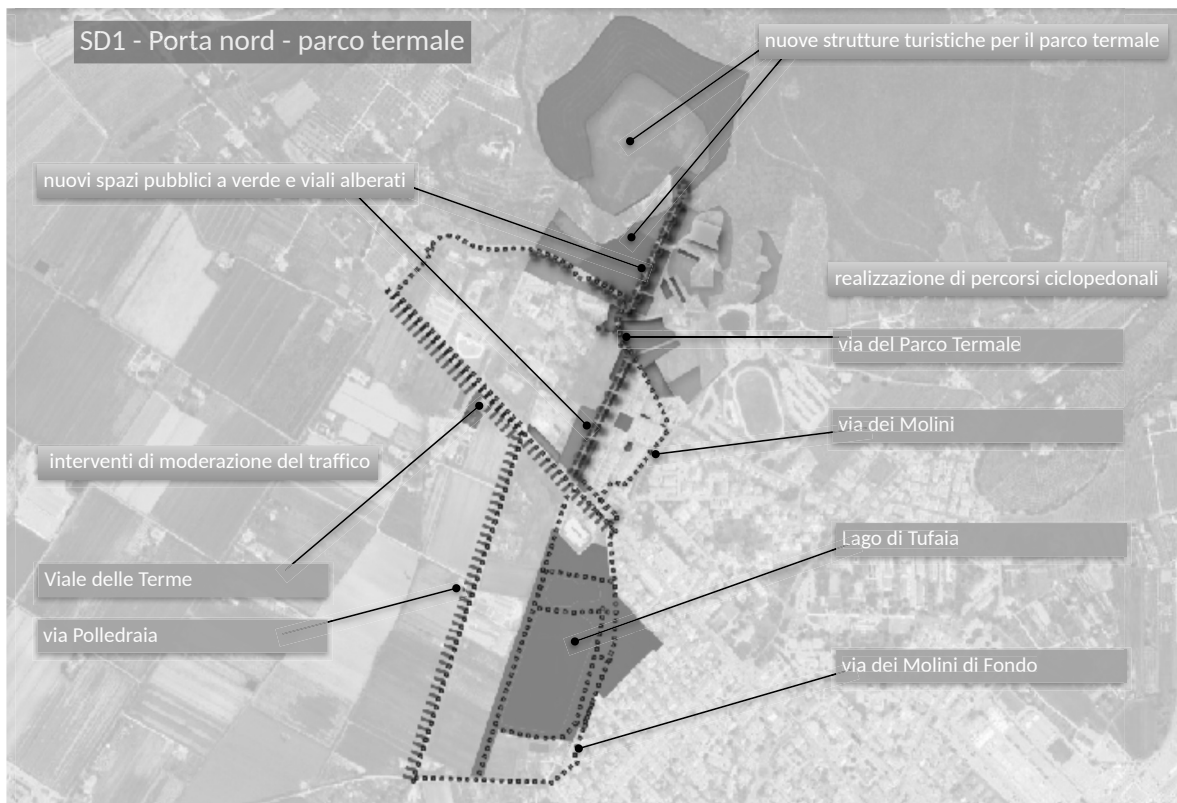 SD1 - Porta nord - parco termale
nuove strutture turistiche per il parco termale
nuovi spazi pubblici a verde e viali alberati
realizzazione di percorsi ciclopedonali
via del Parco Termale
via dei Molini
interventi di moderazione del traffico
Lago di Tufaia
Viale delle Terme
via Polledraia
via dei Molini di Fondo